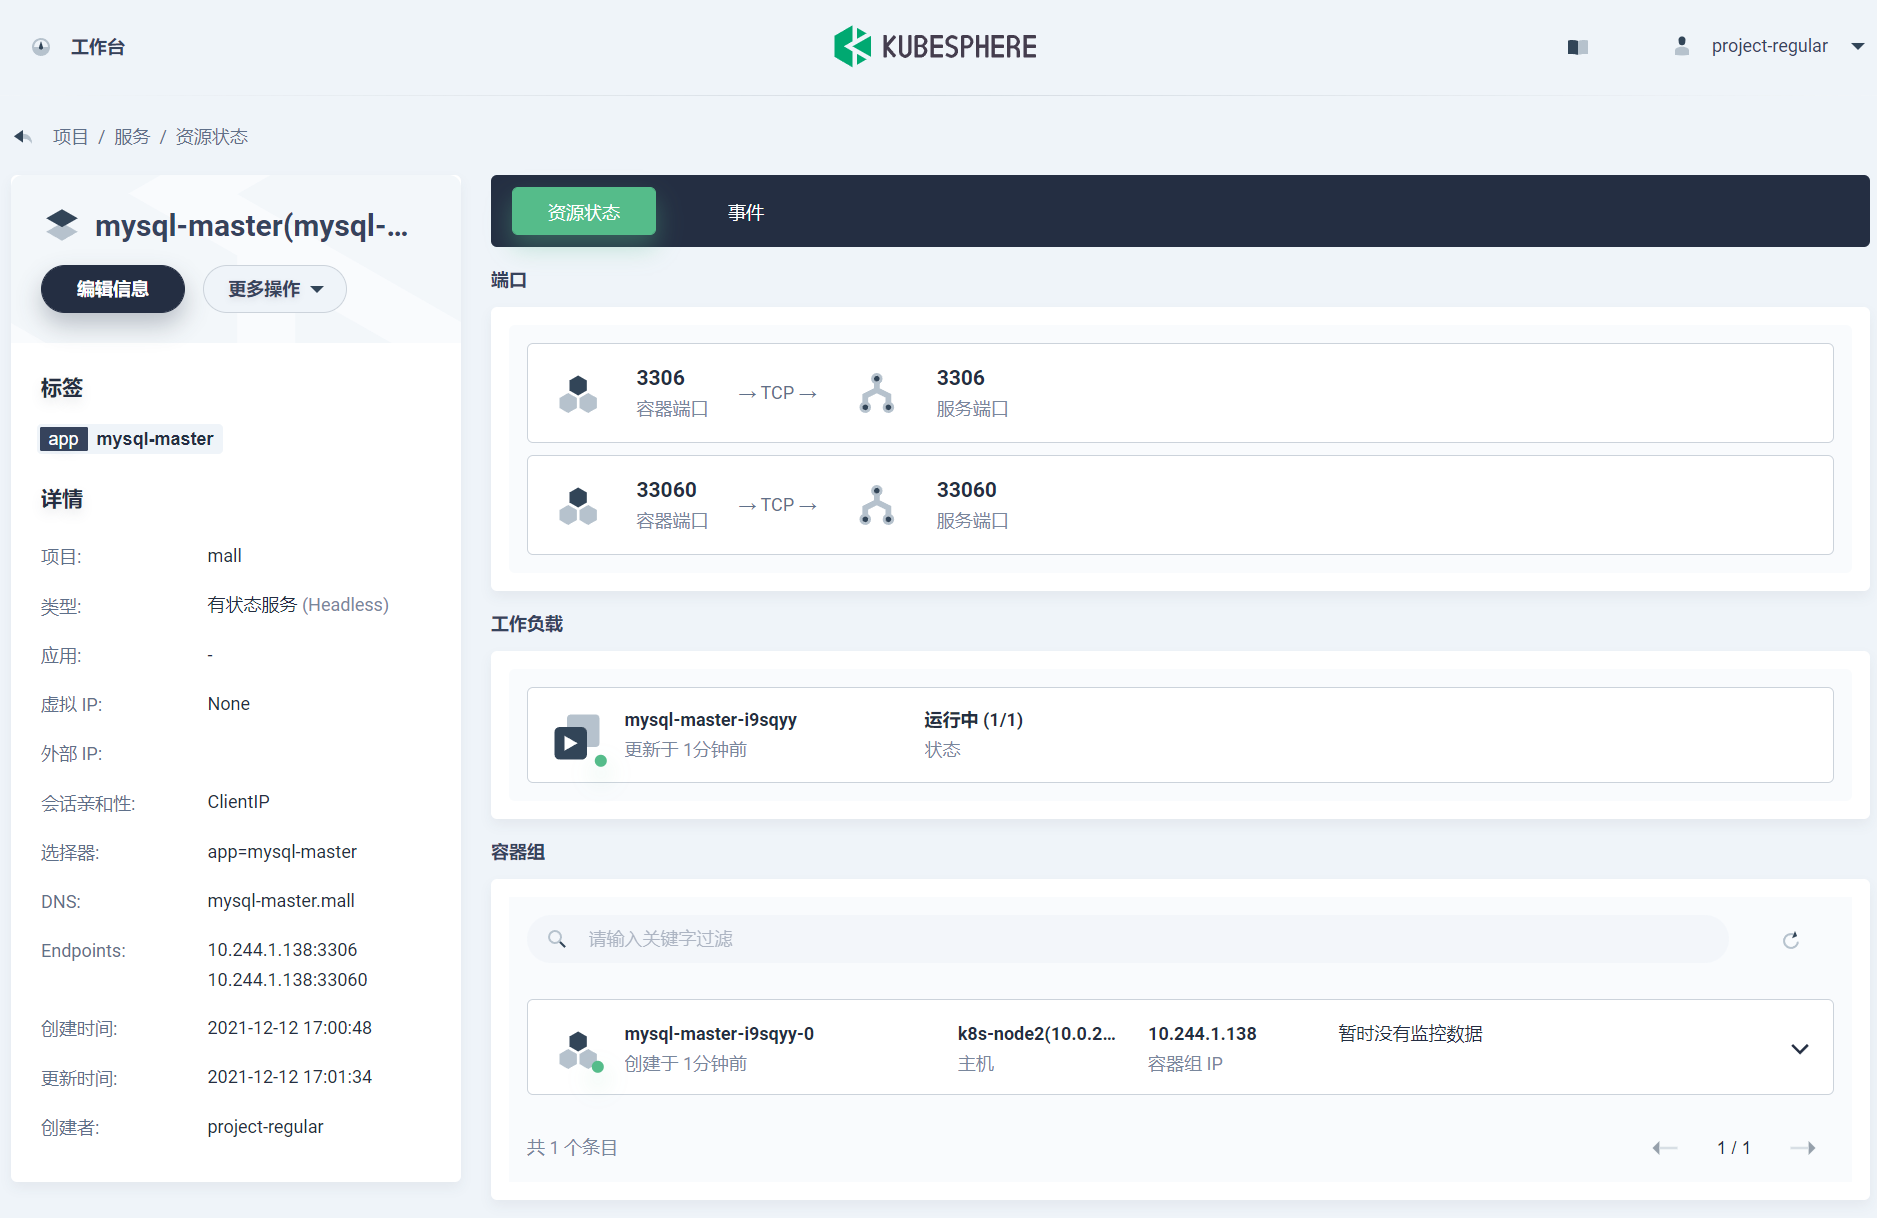 工作台
KUBESPHERE
project-regular
项目 / 服务 / 资源状态
mysql-master(mysql-...
编辑信息
更多操作
标签
app mysql-master
详情
项目: mall
类型: 有状态服务 (Headless)
应用: -
虚拟 IP: None
外部 IP:
会话亲和性: ClientIP
选择器: app=mysql-master
DNS: mysql-master.mall
Endpoints: 10.244.1.138:3306
10.244.1.138:33060
创建时间: 2021-12-12 17:00:48
更新时间: 2021-12-12 17:01:34
创建者: project-regular
资源状态 事件
端口
3306 →TCP→ 3306
容器端口 服务端口
33060 →TCP→ 33060
容器端口 服务端口
工作负载
mysql-master-i9sqyy 运行中 (1/1)
更新于 1分钟前 状态
容器组
请输入关键字过滤
mysql-master-i9sqyy-0 k8s-node2(10.0.2... 10.244.1.138 暂时没有监控数据
创建于 1分钟前 主机 容器组 IP
共 1 个条目 1 / 1